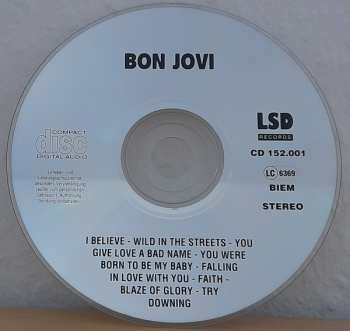 BON JOVI
LSD
RECORDS
COMPACT
disc
DIGITAL AUDIO
CD 152.001
LC 6369
BIEM
STEREO
I BELIEVE - WILD IN THE STREETS - YOU
GIVE LOVE A BAD NAME - YOU WERE
BORN TO BE MY BABY - FALLING
IN LOVE WITH YOU - FAITH -
BLAZE OF GLORY - TRY
DOWNING